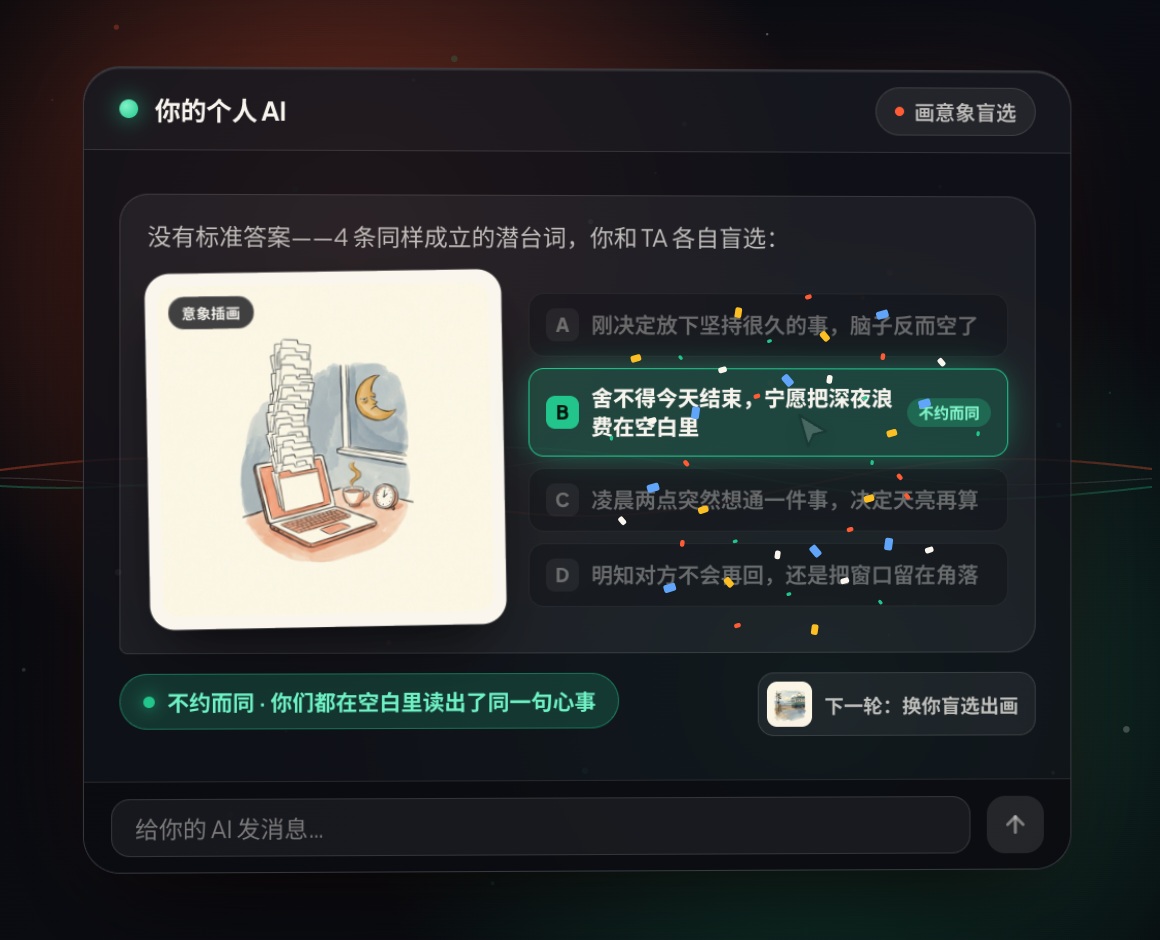 你的个人 AI
画意象盲选
没有标准答案——4 条同样成立的潜台词，你和 TA 各自盲选：
意象插画
A 刚决定放下坚持很久的事，脑子反而空了
B 舍不得今天结束，宁愿把深夜浪
费在空白里
不约而同
C 凌晨两点突然想通一件事，决定天亮再算
D 明知对方不会再回，还是把窗口留在角落
不约而同 · 你们都在空白里读出了同一句心事
下一轮：换你盲选出画
给你的 AI 发消息...